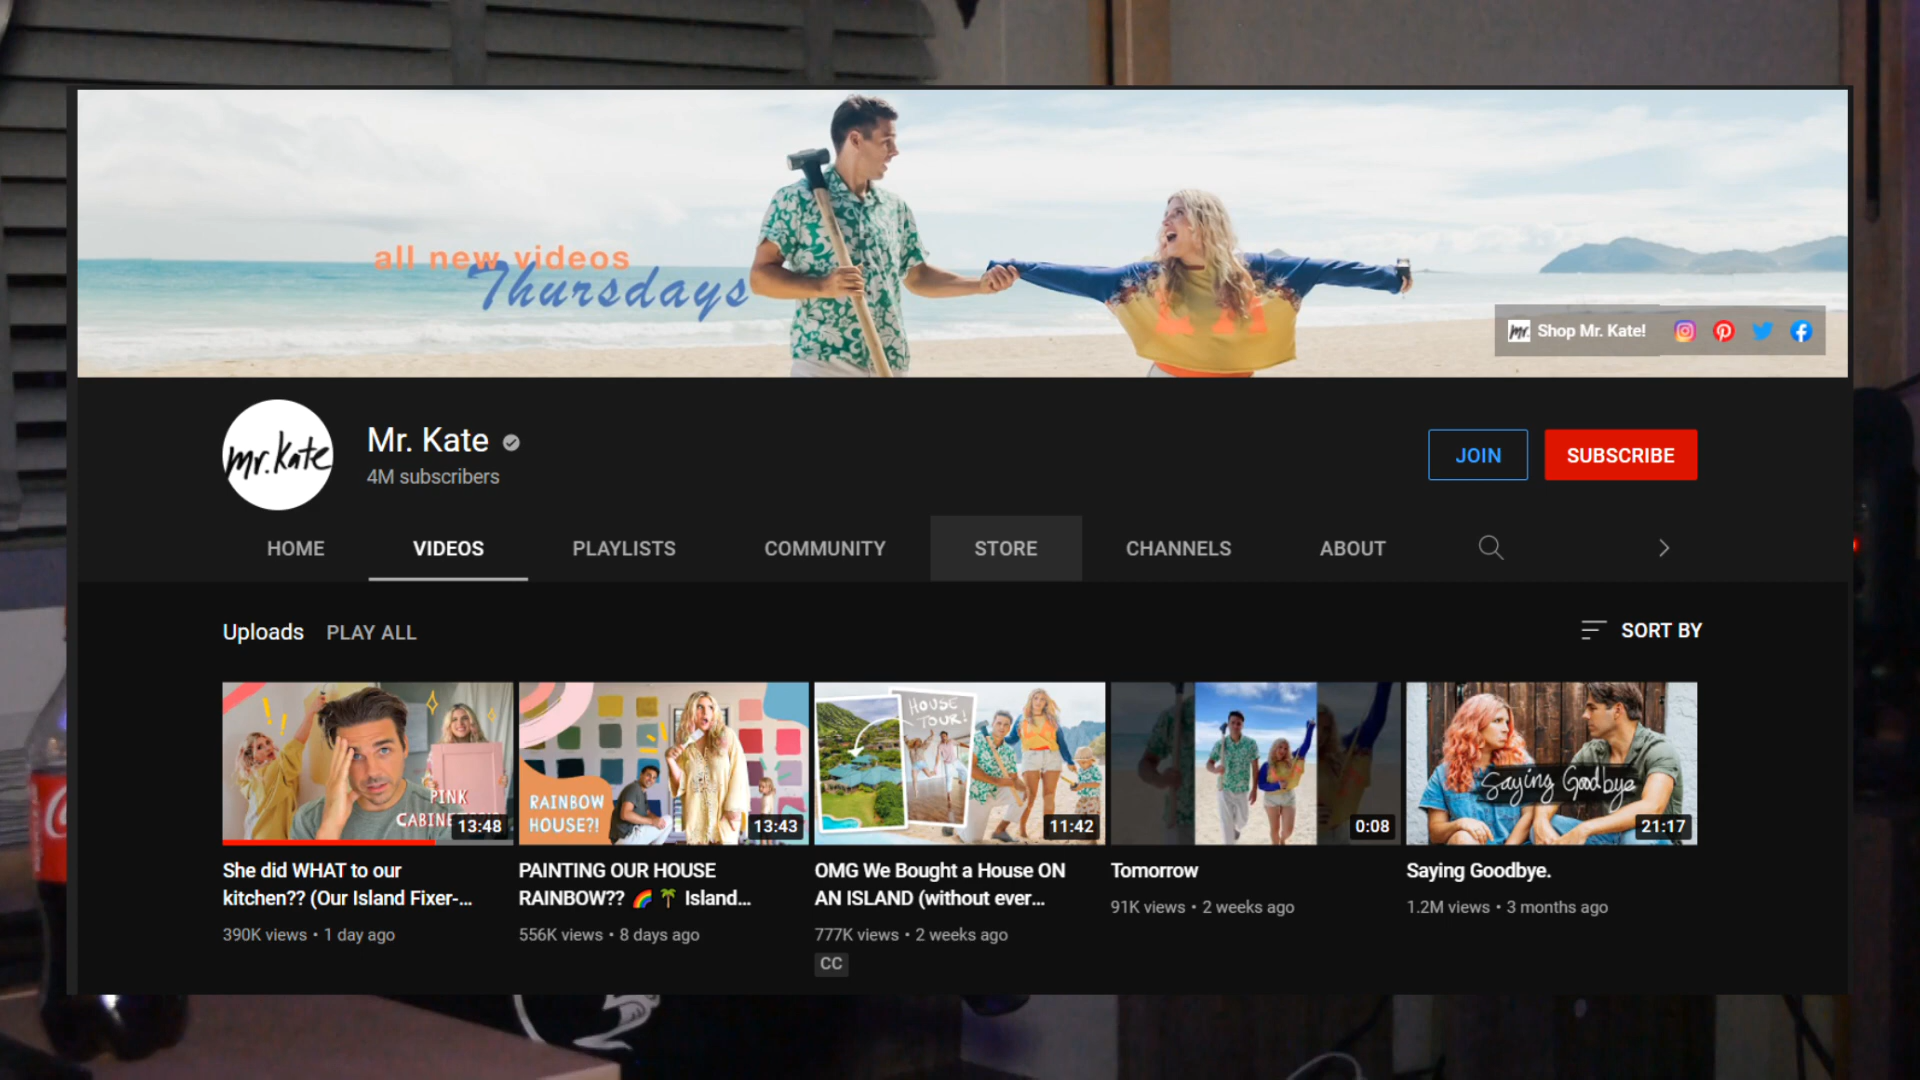 all new videos
Thursdays
mr. Shop Mr. Kate!
mr.kate
Mr. Kate
4M subscribers
JOIN
SUBSCRIBE
HOME
VIDEOS
PLAYLISTS
COMMUNITY
STORE
CHANNELS
ABOUT
Uploads
PLAY ALL
SORT BY
PINK
CABINE
13:48
RAINBOW
HOUSE?!
13:43
HOUSE
TOUR!
11:42
0:08
Saying Goodbye
21:17
She did WHAT to our
kitchen?? (Our Island Fixer-...
390K views • 1 day ago
PAINTING OUR HOUSE
RAINBOW?? 🌈 🌴 Island...
556K views • 8 days ago
OMG We Bought a House ON
AN ISLAND (without ever...
777K views • 2 weeks ago
CC
Tomorrow
91K views • 2 weeks ago
Saying Goodbye.
1.2M views • 3 months ago